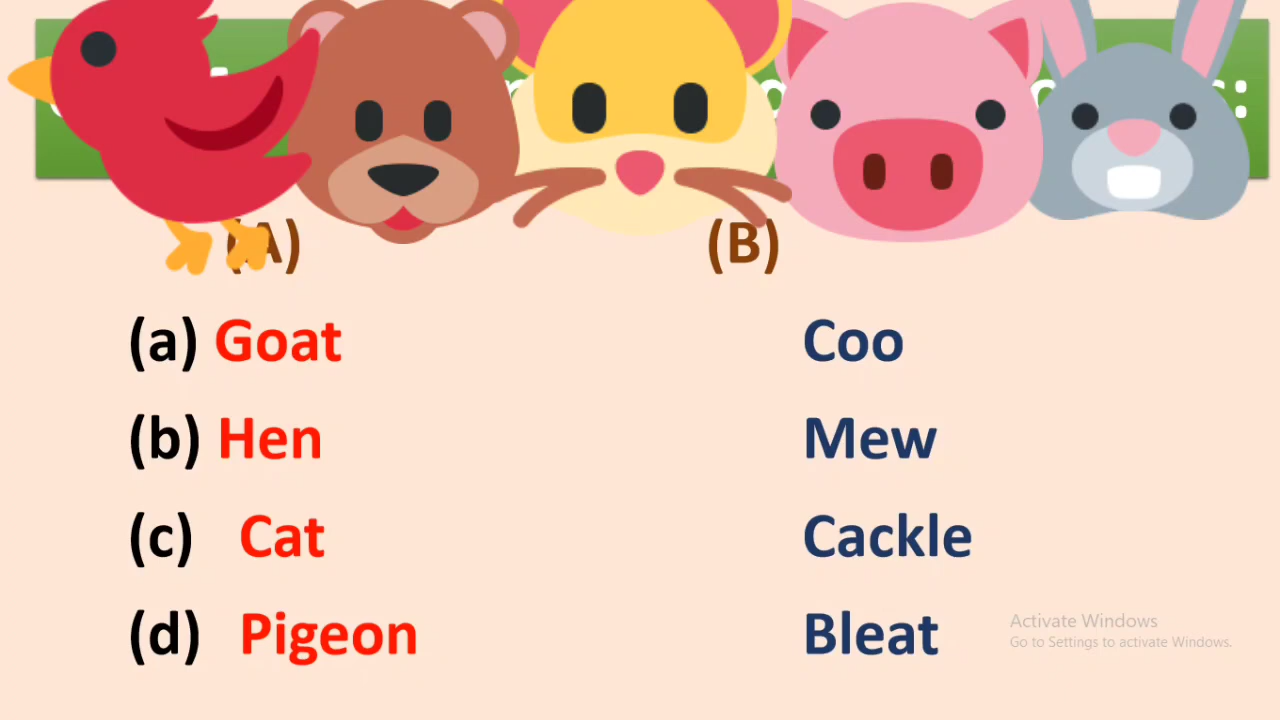 (A) (B)
(a) Goat Coo
(b) Hen Mew
(c) Cat Cackle
(d) Pigeon Bleat
Activate Windows
Go to Settings to activate Windows.